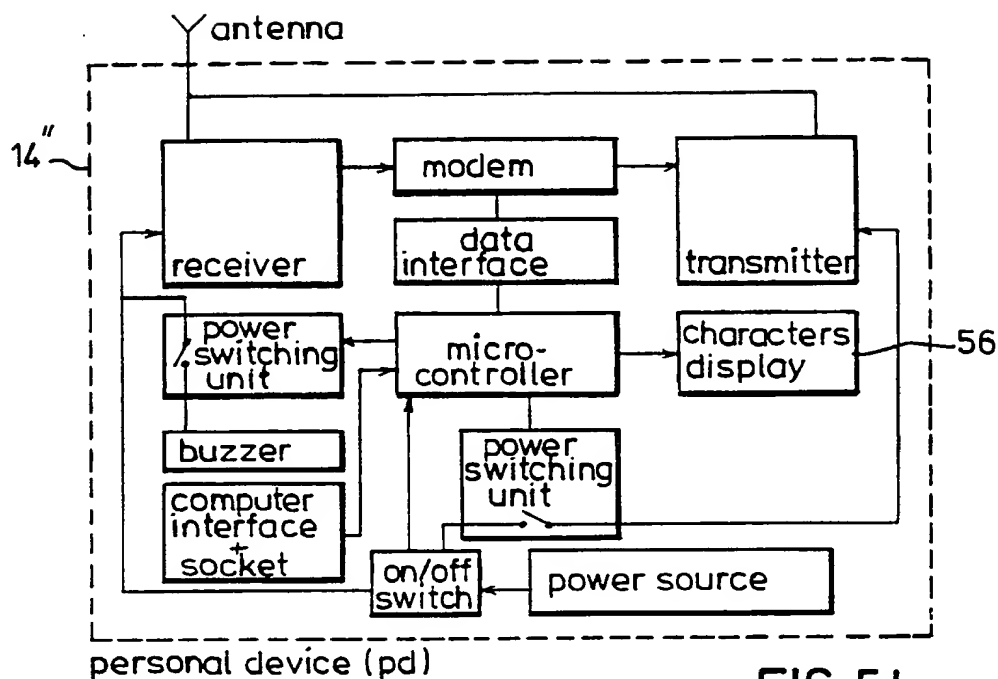 antenna
14"
receiver
modem
data
interface
transmitter
power
switching
unit
micro-
controller
characters
display
56
buzzer
power
switching
unit
computer
interface
+
socket
on/off
switch
power source
personal device (pd)